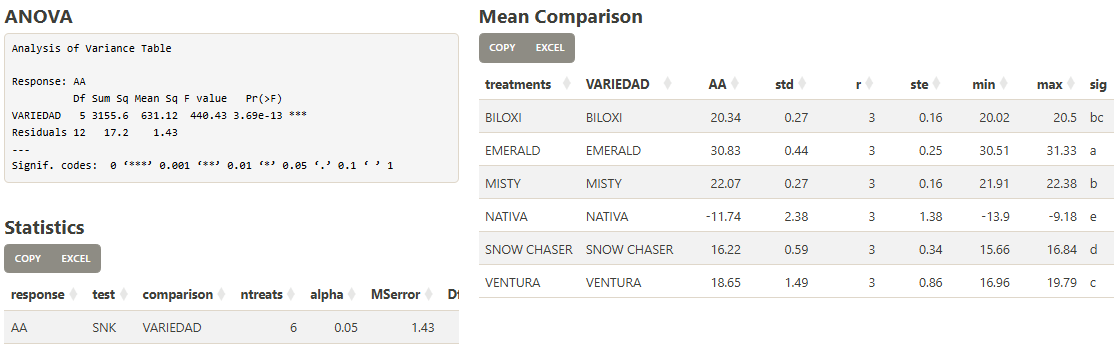 ANOVA
Analysis of Variance Table
Response: AA
Df Sum Sq Mean Sq F value Pr(>F)
VARIEDAD 5 3155.6 631.12 440.43 3.69e-13 ***
Residuals 12 17.2 1.43
---
Signif. codes: 0 ‘***’ 0.001 ‘**’ 0.01 ‘*’ 0.05 ‘.’ 0.1 ‘ ’ 1
Statistics
COPY EXCEL
response test comparison ntreats alpha MSerror
AA SNK VARIEDAD 6 0.05 1.43
Mean Comparison
COPY EXCEL
treatments VARIEDAD AA std r ste min max sig
BILOXI BILOXI 20.34 0.27 3 0.16 20.02 20.5 bc
EMERALD EMERALD 30.83 0.44 3 0.25 30.51 31.33 a
MISTY MISTY 22.07 0.27 3 0.16 21.91 22.38 b
NATIVA NATIVA -11.74 2.38 3 1.38 -13.9 -9.18 e
SNOW CHASER SNOW CHASER 16.22 0.59 3 0.34 15.66 16.84 d
VENTURA VENTURA 18.65 1.49 3 0.86 16.96 19.79 c